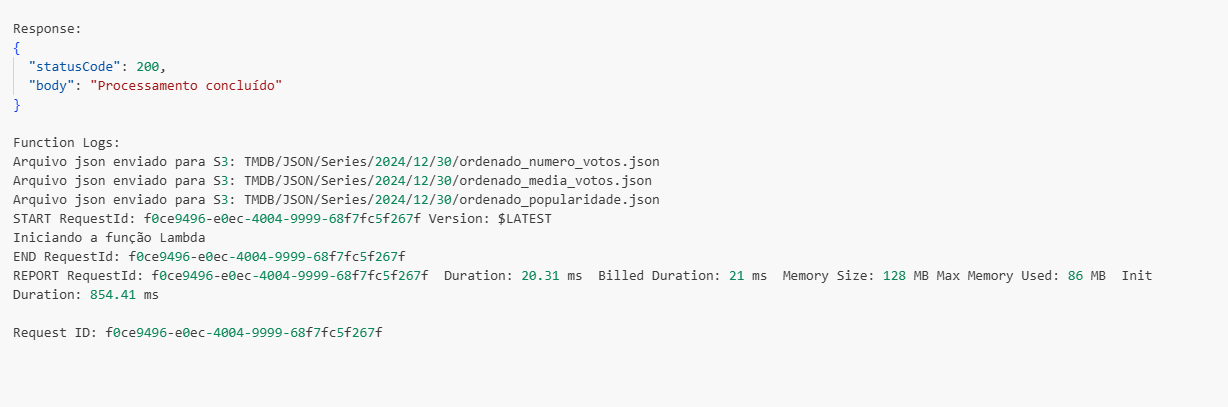 Response:
{
"statusCode": 200,
"body": "Processamento concluído"
}
Function Logs:
Arquivo json enviado para S3: TMDB/JSON/Series/2024/12/30/ordenado_numero_votos.json
Arquivo json enviado para S3: TMDB/JSON/Series/2024/12/30/ordenado_media_votos.json
Arquivo json enviado para S3: TMDB/JSON/Series/2024/12/30/ordenado_popularidade.json
START RequestId: f0ce9496-e0ec-4004-9999-68f7fc5f267f Version: $LATEST
Iniciando a função Lambda
END RequestId: f0ce9496-e0ec-4004-9999-68f7fc5f267f
REPORT RequestId: f0ce9496-e0ec-4004-9999-68f7fc5f267f Duration: 20.31 ms Billed Duration: 21 ms Memory Size: 128 MB Max Memory Used: 86 MB Init
Duration: 854.41 ms
Request ID: f0ce9496-e0ec-4004-9999-68f7fc5f267f